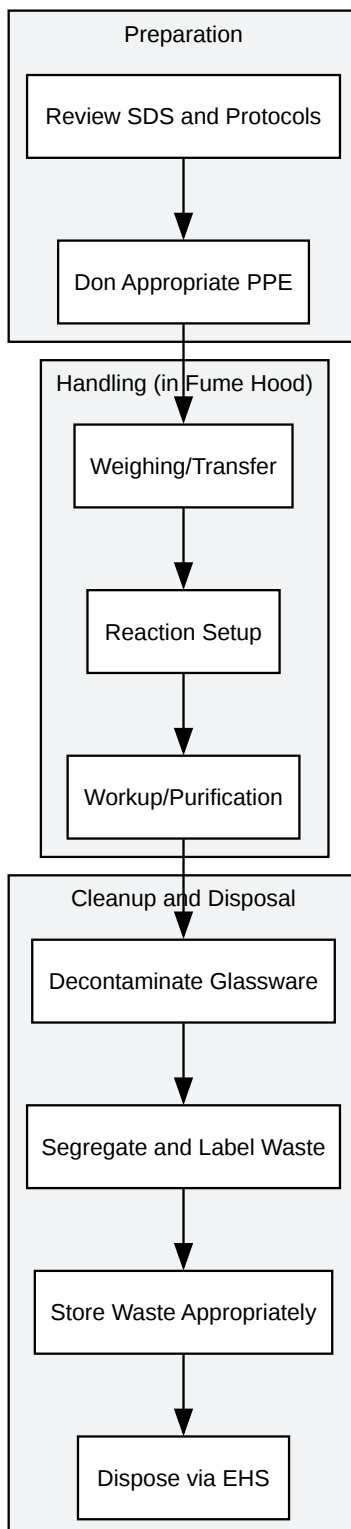 Preparation
Review SDS and Protocols
Don Appropriate PPE
Handling (in Fume Hood)
Weighing/Transfer
Reaction Setup
Workup/Purification
Cleanup and Disposal
Decontaminate Glassware
Segregate and Label Waste
Store Waste Appropriately
Dispose via EHS